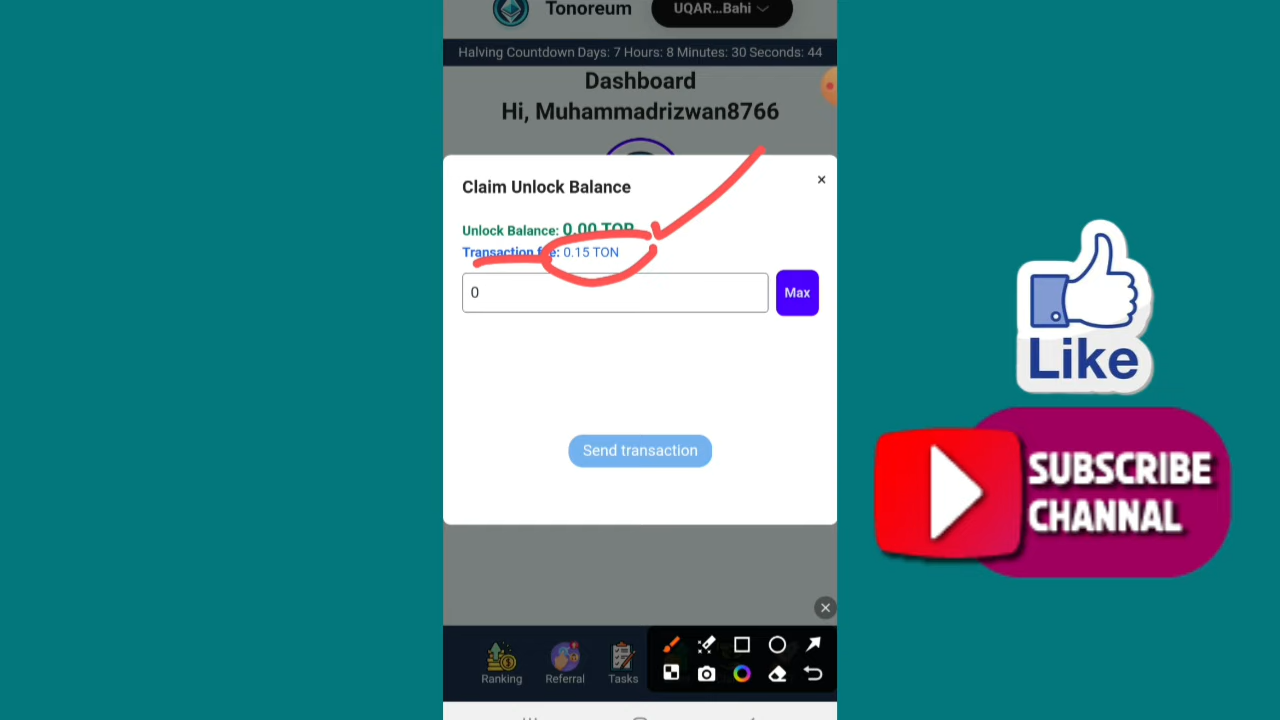 Tonoreum
UQAR...Bahi
Halving Countdown Days: 7 Hours: 8 Minutes: 30 Seconds: 44
Dashboard
Hi, Muhammadrizwan8766
Claim Unlock Balance
×
Unlock Balance: 0.00 TOR
Transaction fee: 0.15 TON
0
Max
Send transaction
Ranking
Referral
Tasks
Like
SUBSCRIBE
CHANNAL